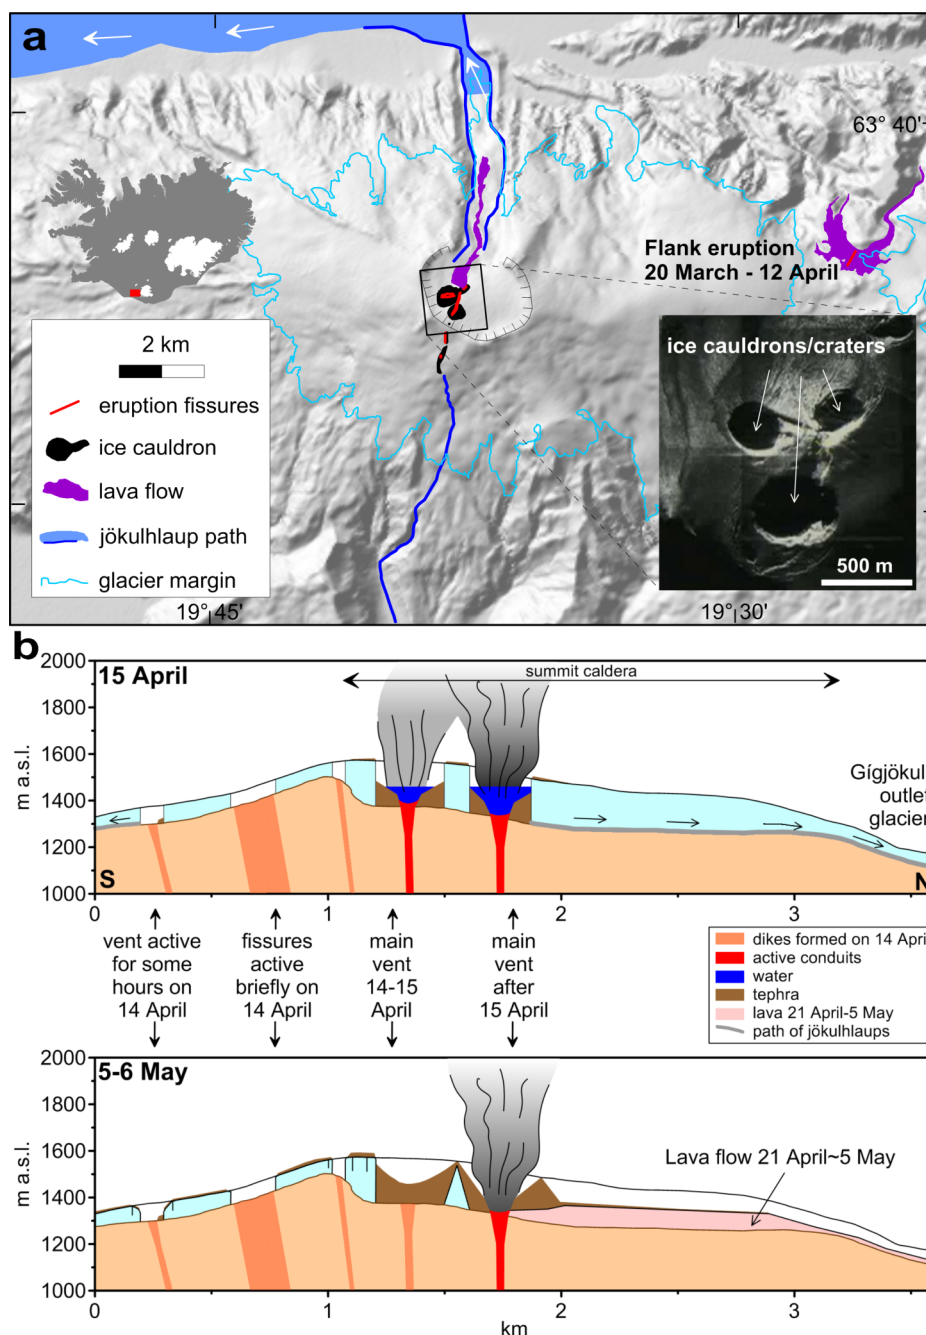 a
63° 40'
Flank eruption
20 March - 12 April
2 km
eruption fissures
ice cauldron
lava flow
jökulhlaup path
glacier margin
ice cauldrons/craters
500 m
19° 45'
19° 30'
b
2000
1800
1600
1400
1200
1000
m a.s.l.
15 April
summit caldera
Gígjökull
outlet
glacier
S
N
0
1
2
3
vent active
for some
hours on
14 April
fissures
active
briefly on
14 April
main
vent
14-15
April
main
vent
after
15 April
dikes formed on 14 April
active conduits
water
tephra
lava 21 April-5 May
path of jökulhlaups
2000
1800
1600
1400
1200
1000
m a.s.l.
5-6 May
Lava flow 21 April~5 May
0
1
2
3
km